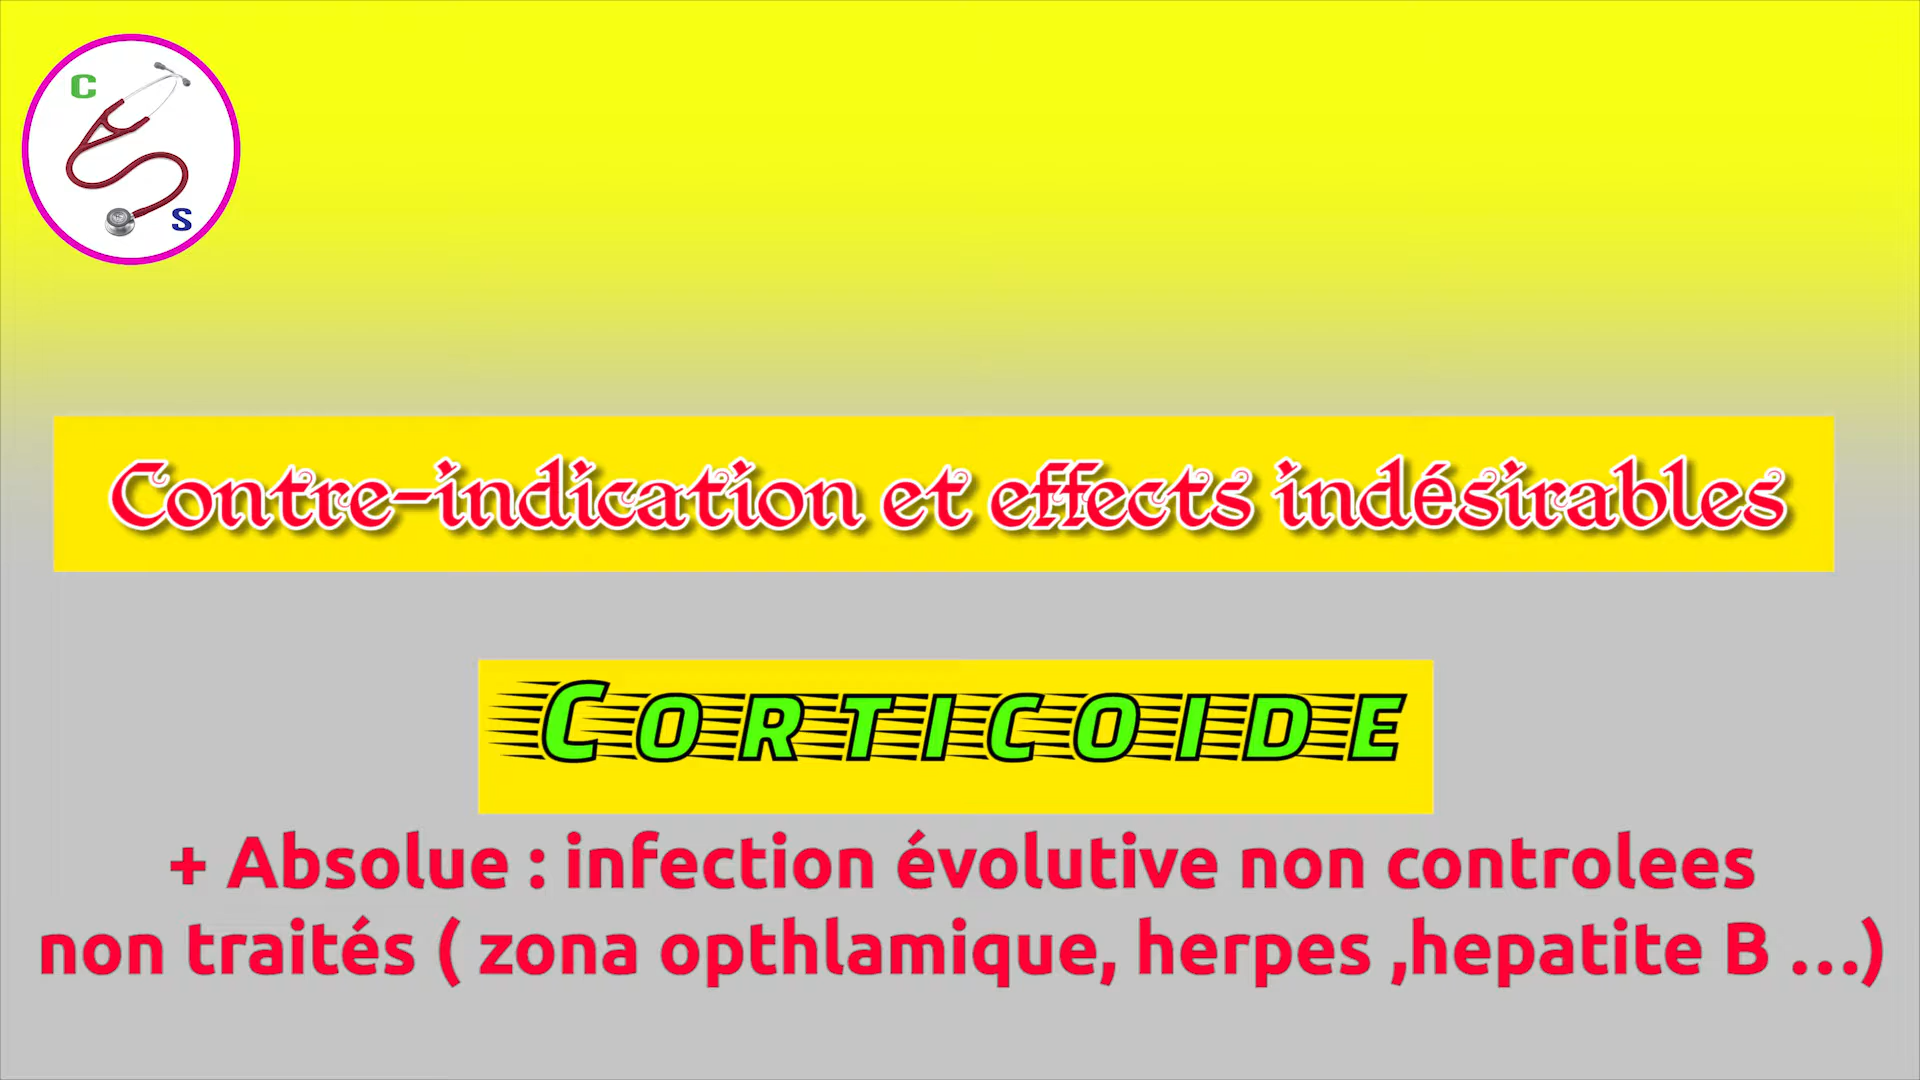 C
S
Contre-indication et effects indésirables
CORTICOIDE
+ Absolue : infection évolutive non controlees
non traités ( zona opthlamique, herpes ,hepatite B ...)